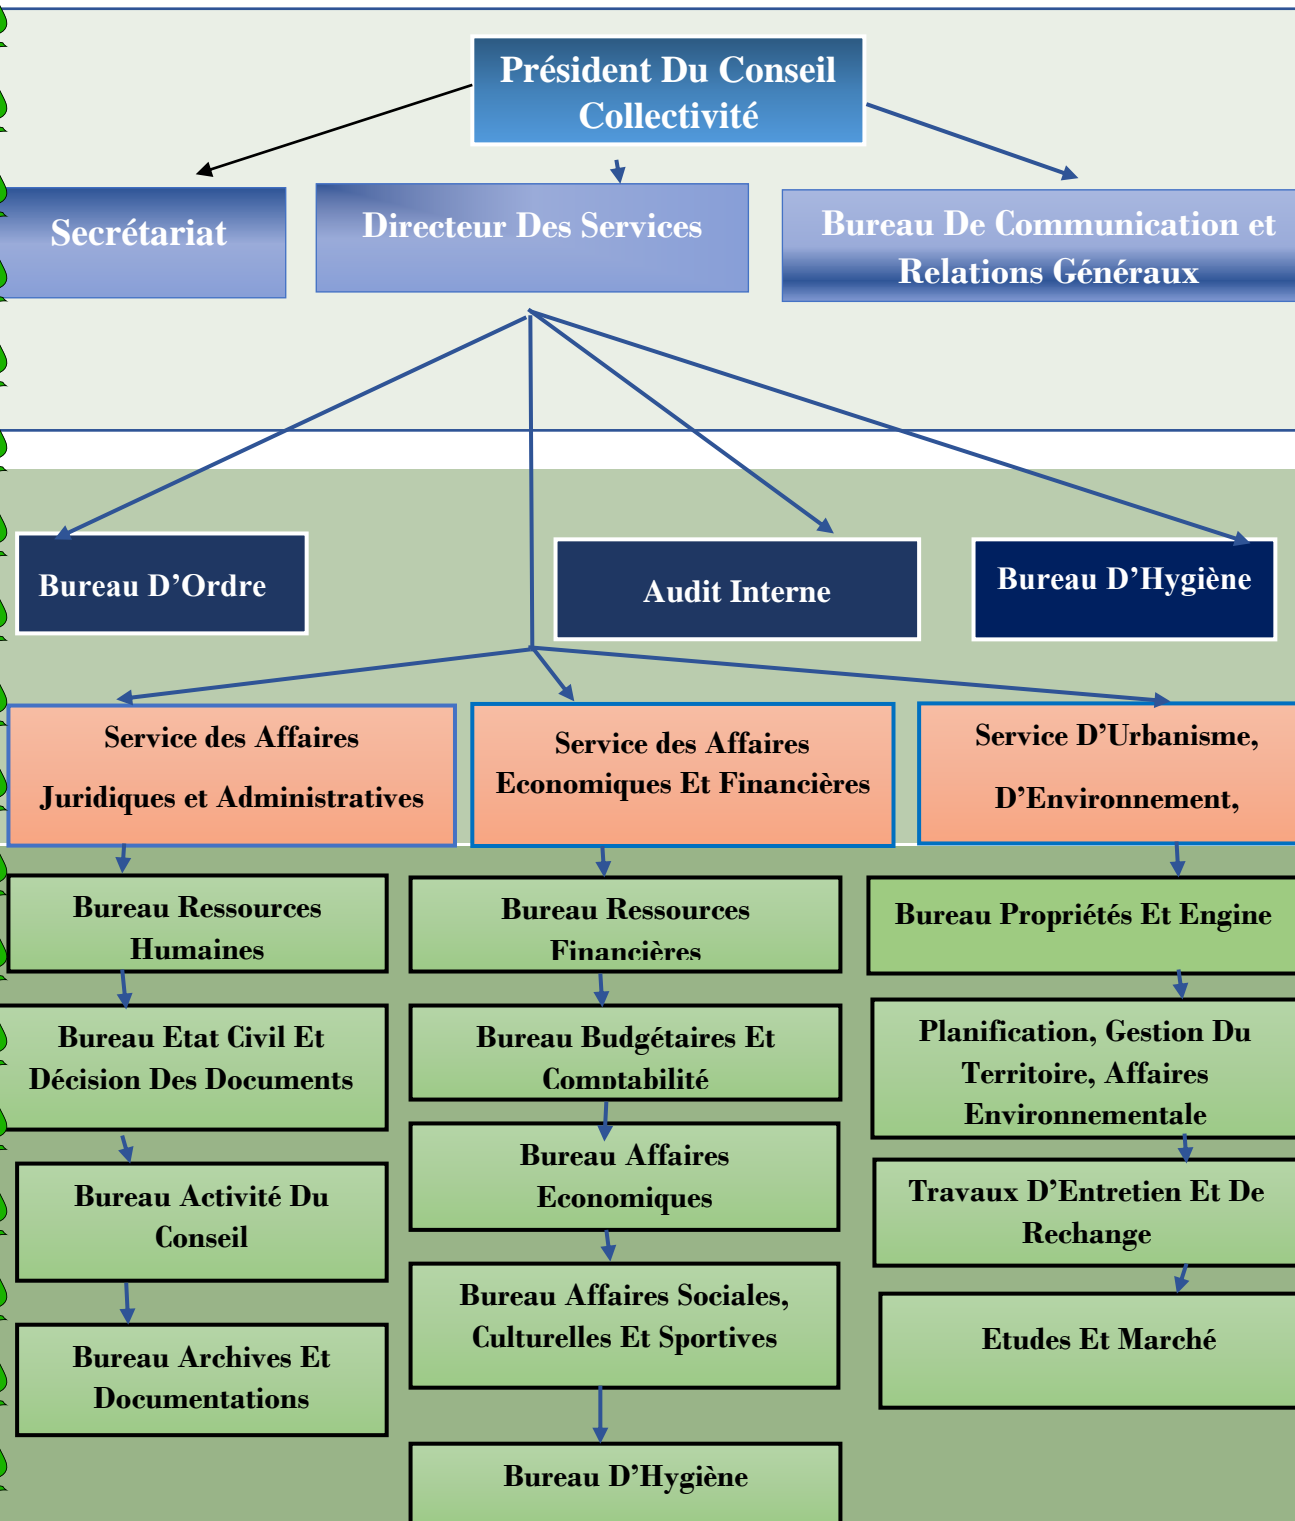 Président Du Conseil
Collectivité
Secrétariat
Directeur Des Services
Bureau De Communication et
Relations Généraux
Bureau D’Ordre
Audit Interne
Bureau D’Hygiène
Service des Affaires
Juridiques et Administratives
Service des Affaires
Economiques Et Financières
Service D’Urbanisme,
D’Environnement,
Bureau Ressources
Humaines
Bureau Etat Civil Et
Décision Des Documents
Bureau Activité Du
Conseil
Bureau Archives Et
Documentations
Bureau Ressources
Financières
Bureau Budgétaires Et
Comptabilité
Bureau Affaires
Economiques
Bureau Affaires Sociales,
Culturelles Et Sportives
Bureau D’Hygiène
Bureau Propriétés Et Engine
Planification, Gestion Du
Territoire, Affaires
Environnementale
Travaux D’Entretien Et De
Rechange
Etudes Et Marché